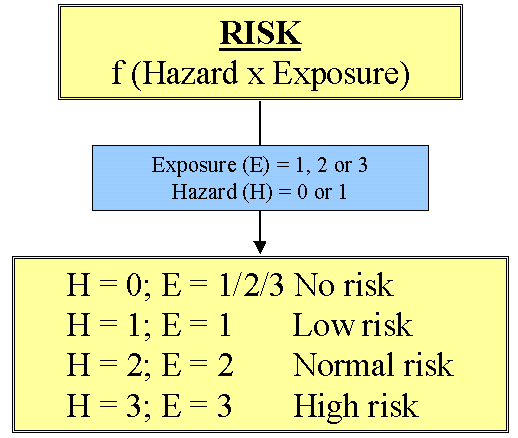 RISK
f (Hazard x Exposure)
Exposure (E) = 1, 2 or 3
Hazard (H) = 0 or 1
H = 0; E = 1/2/3 No risk
H = 1; E = 1 Low risk
H = 2; E = 2 Normal risk
H = 3; E = 3 High risk